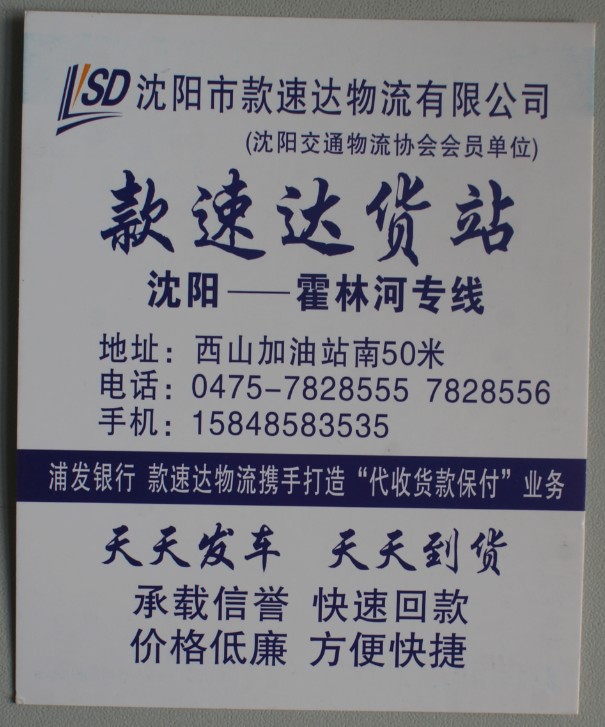 LSD 沈阳市款速达物流有限公司
(沈阳交通物流协会会员单位)
款速达货站
沈阳——霍林河专线
地址：西山加油站南50米
电话：0475-7828555 7828556
手机：15848583535
浦发银行 款速达物流携手打造“代收货款保付”业务
天天发车 天天到货
承载信誉 快速回款
价格低廉 方便快捷